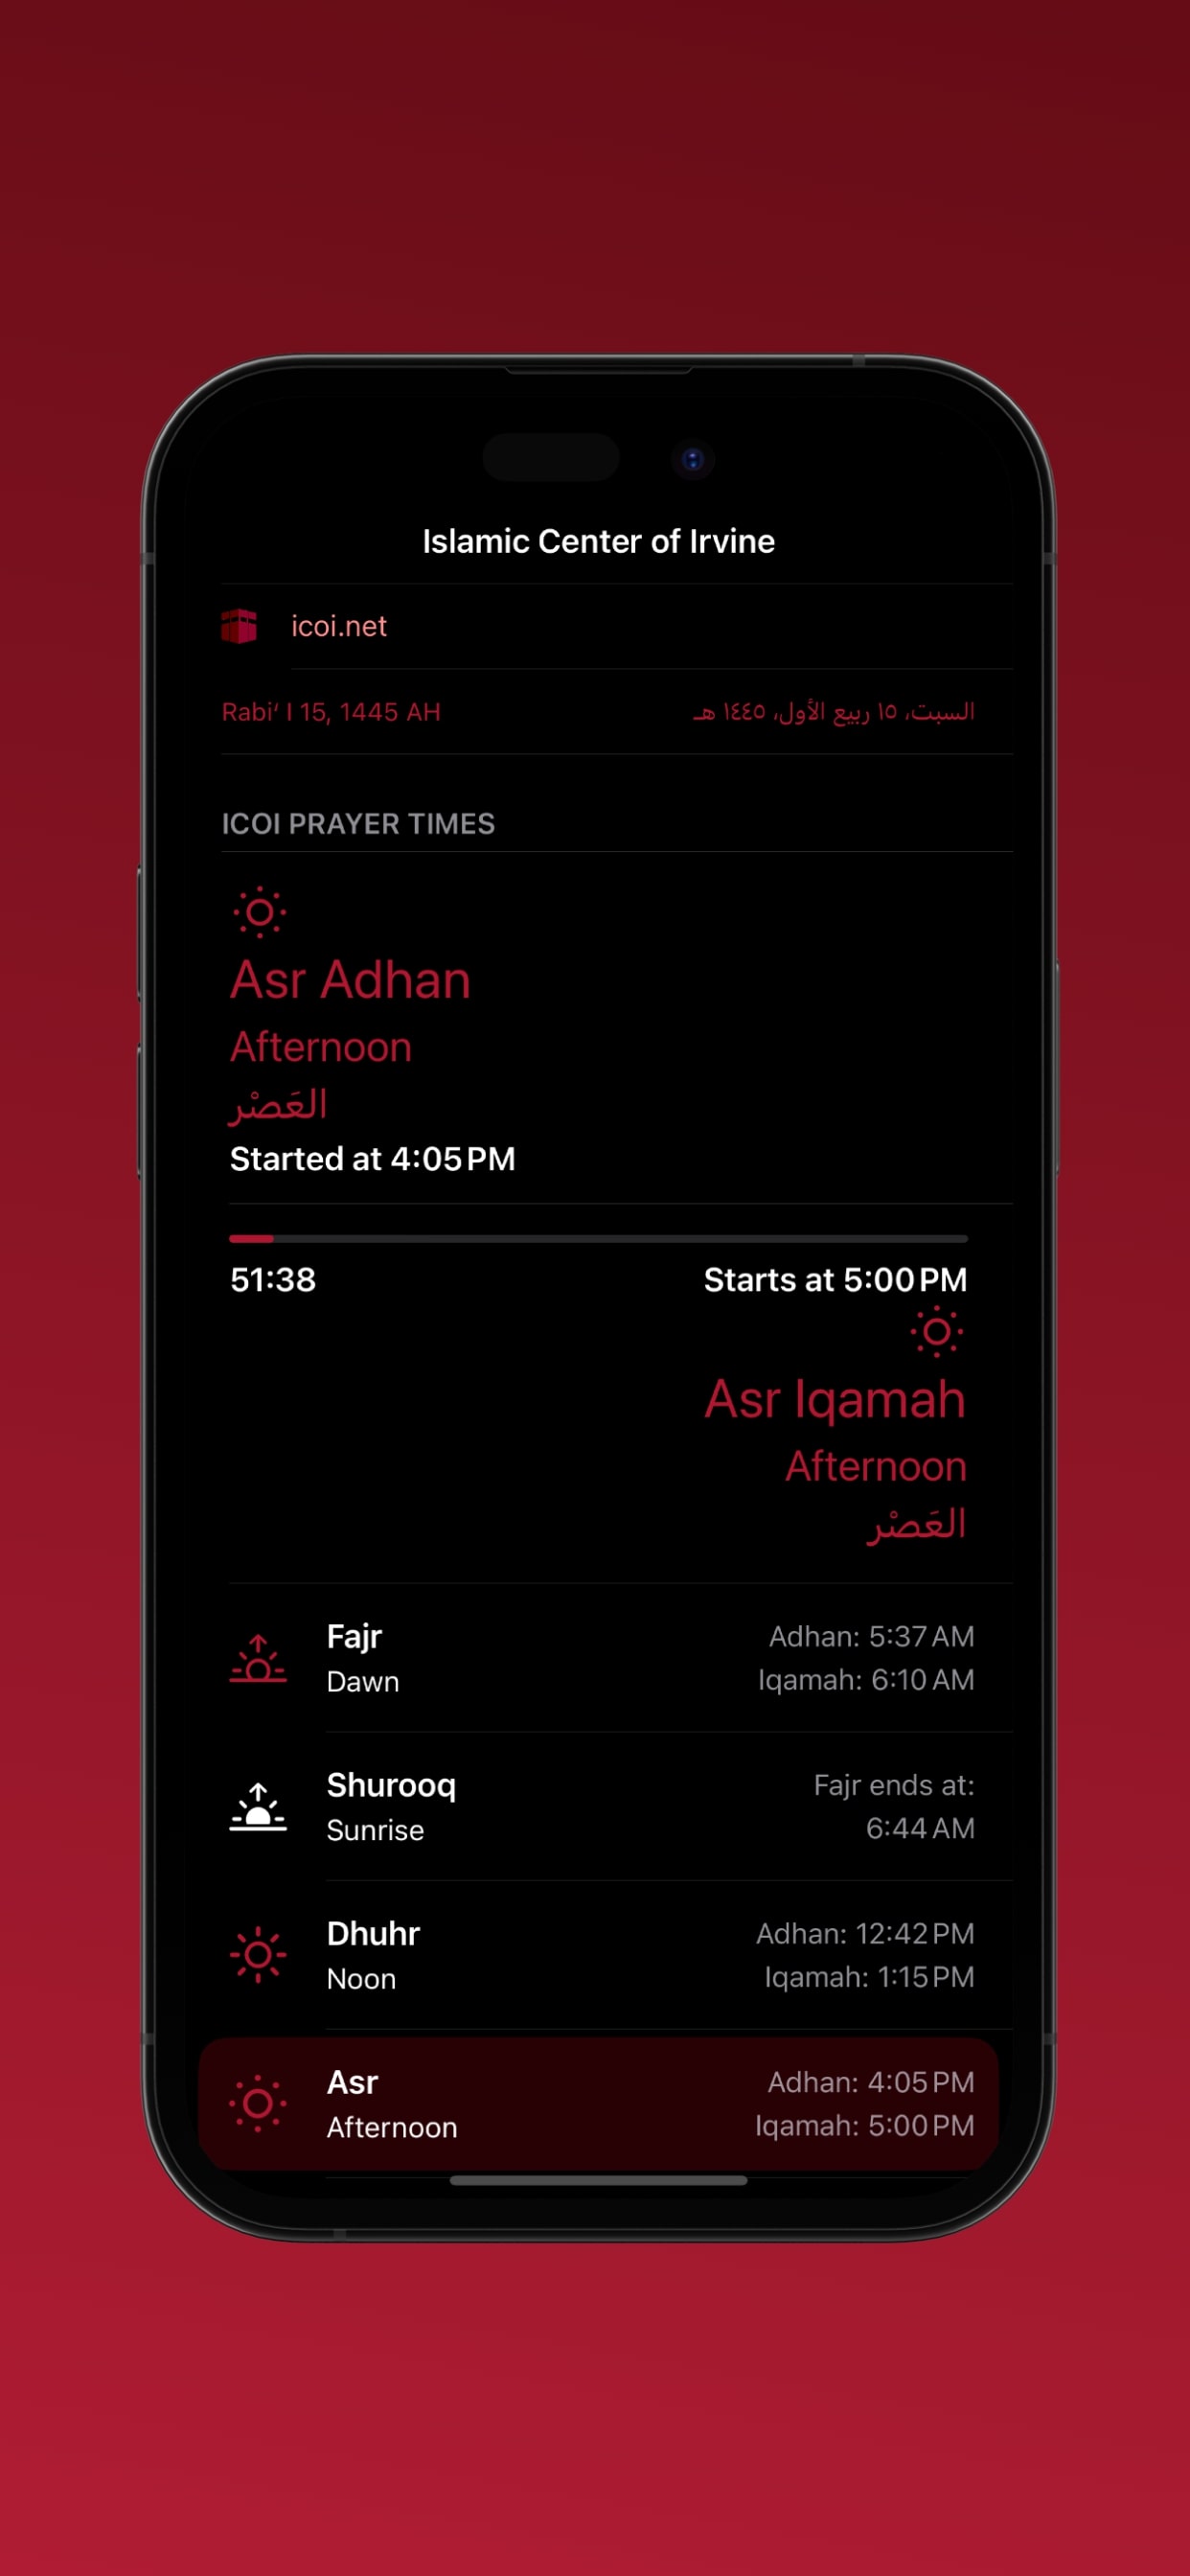 Islamic Center of Irvine
icoi.net
Rabiʻ I 15, 1445 AH
السبت، ١٥ ربيع الأول، ١٤٤٥ هـ
ICOI PRAYER TIMES
Asr Adhan
Afternoon
العَصْر
Started at 4:05 PM
51:38
Starts at 5:00 PM
Asr Iqamah
Afternoon
العَصْر
Fajr
Adhan: 5:37 AM
Dawn
Iqamah: 6:10 AM
Shurooq
Fajr ends at:
Sunrise
6:44 AM
Dhuhr
Adhan: 12:42 PM
Noon
Iqamah: 1:15 PM
Asr
Adhan: 4:05 PM
Afternoon
Iqamah: 5:00 PM